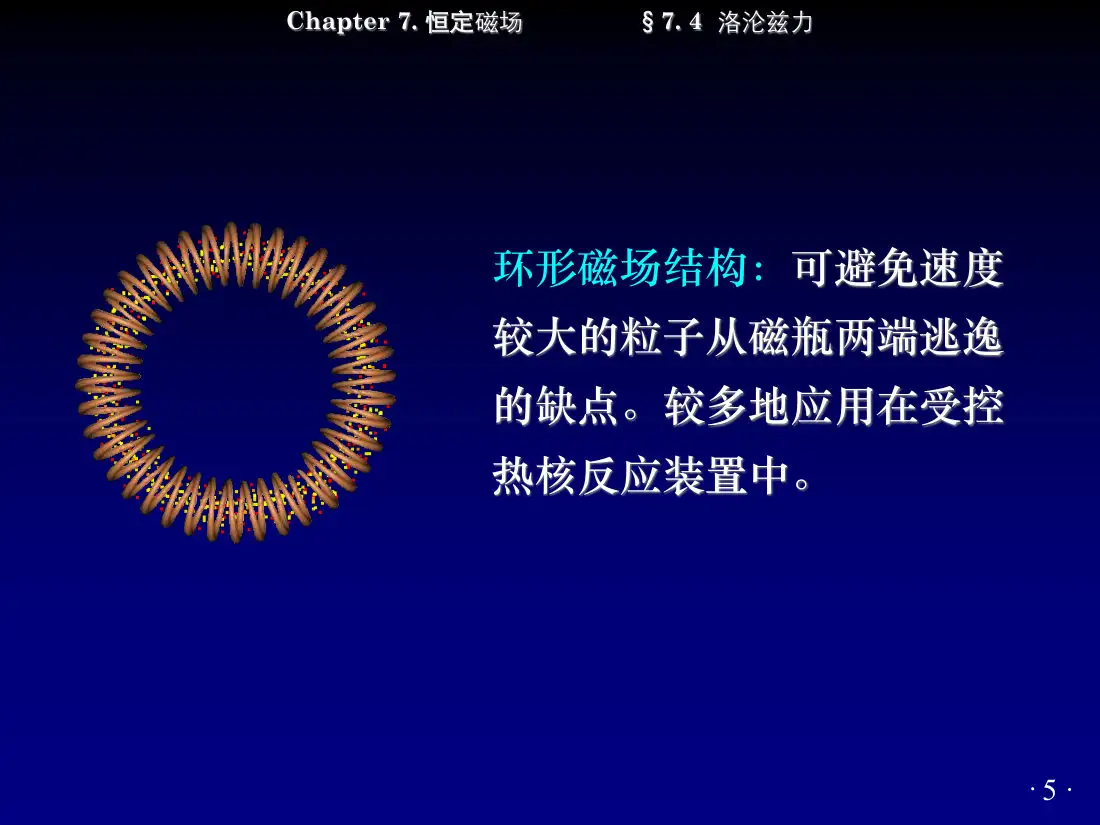 Chapter 7. 恒定磁场 § 7. 4 洛沦兹力
环形磁场结构：可避免速度
较大的粒子从磁瓶两端逃逸
的缺点。较多地应用在受控
热核反应装置中。
· 5 ·